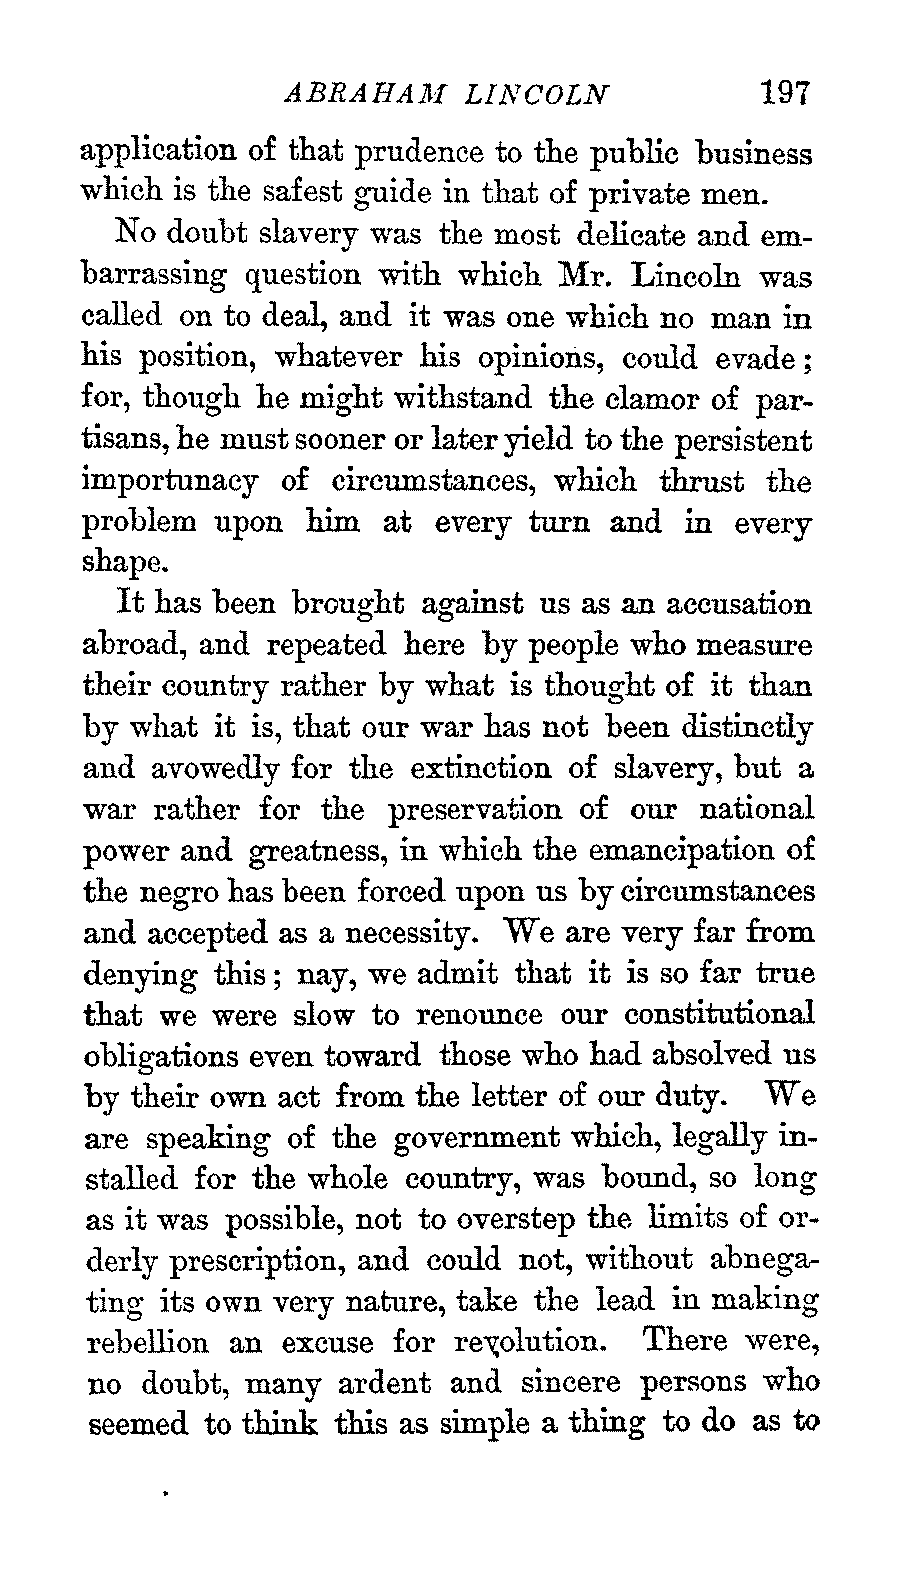 ABRAHAM LINCOLN 197
application of that prudence to the public business
which is the safest guide in that of private men.
No doubt slavery was the most delicate and em-
barrassing question with which Mr. Lincoln was
called on to deal, and it was one which no man in
his position, whatever his opinions, could evade;
for, though he might withstand the clamor of par-
tisans, he must sooner or later yield to the persistent
importunacy of circumstances, which thrust the
problem upon him at every turn and in every
shape.
It has been brought against us as an accusation
abroad, and repeated here by people who measure
their country rather by what is thought of it than
by what it is, that our war has not been distinctly
and avowedly for the extinction of slavery, but a
war rather for the preservation of our national
power and greatness, in which the emancipation of
the negro has been forced upon us by circumstances
and accepted as a necessity. We are very far from
denying this; nay, we admit that it is so far true
that we were slow to renounce our constitutional
obligations even toward those who had absolved us
by their own act from the letter of our duty. We
are speaking of the government which, legally in-
stalled for the whole country, was bound, so long
as it was possible, not to overstep the limits of or-
derly prescription, and could not, without abnega-
ting its own very nature, take the lead in making
rebellion an excuse for revolution. There were,
no doubt, many ardent and sincere persons who
seemed to think this as simple a thing to do as to